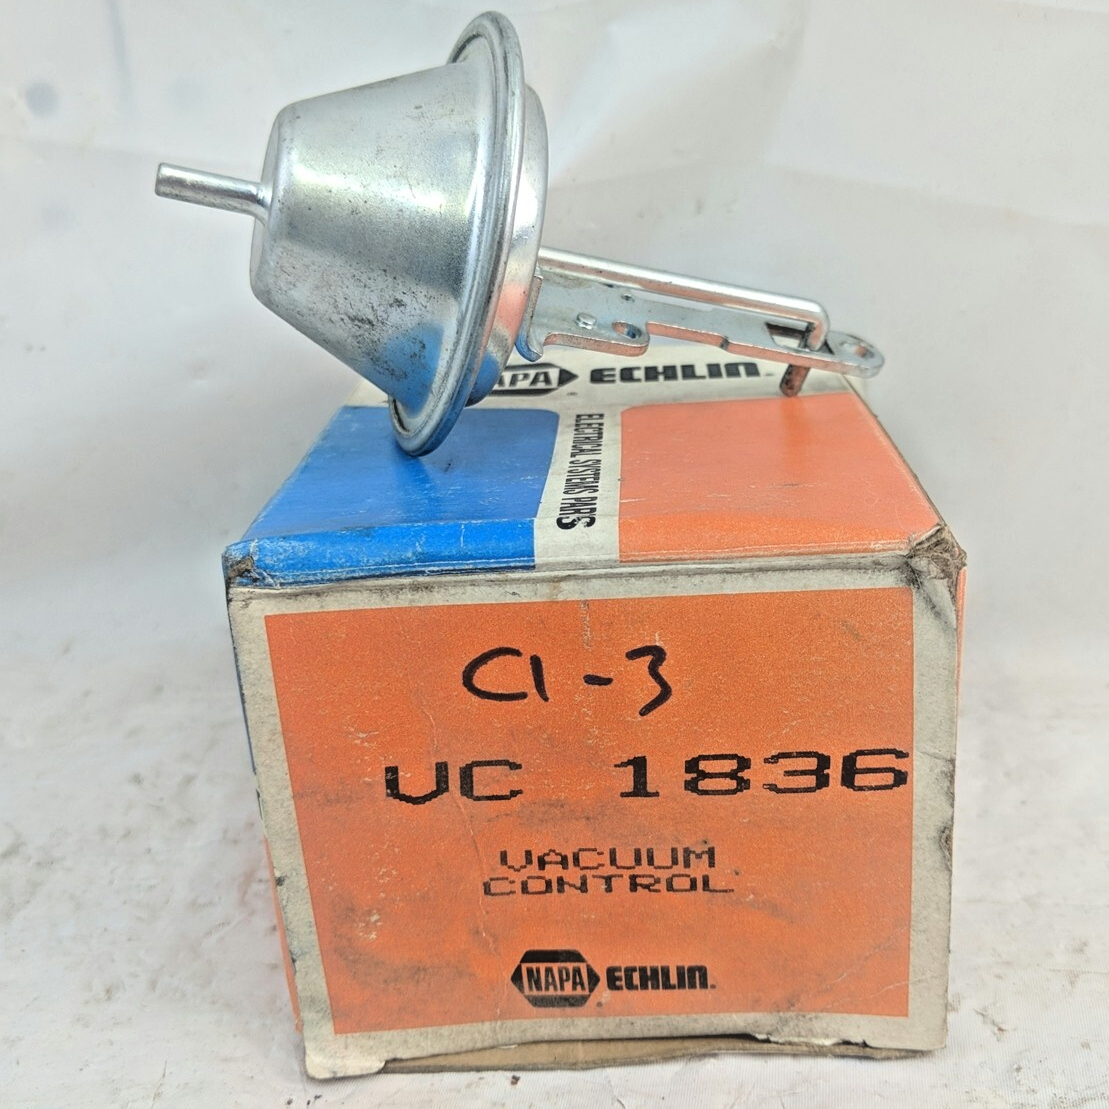 NAPA ECHLIN
ELECTRICAL SYSTEMS PARTS
C1-3
VC 1836
VACUUM
CONTROL
NAPA ECHLIN.